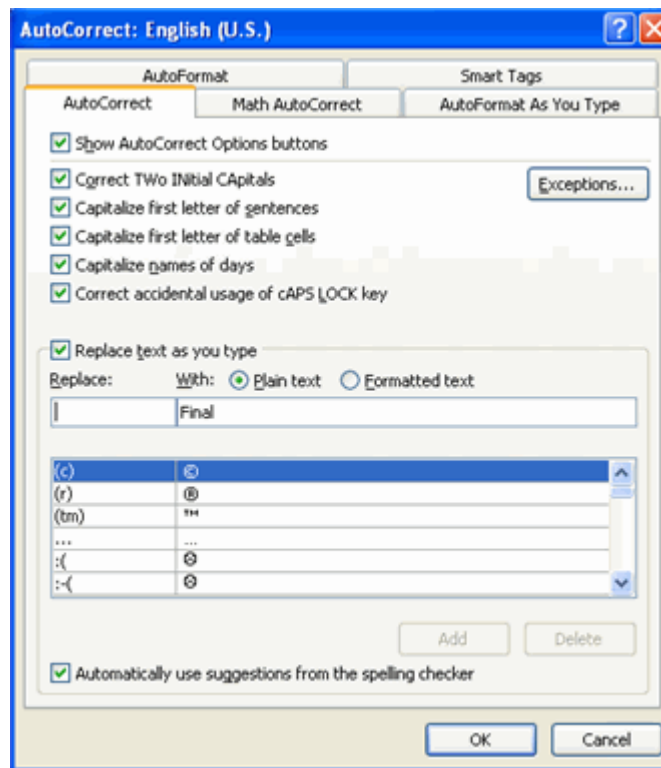 AutoCorrect: English (U.S.)
AutoFormat Smart Tags
AutoCorrect Math AutoCorrect AutoFormat As You Type
Show AutoCorrect Options buttons
Correct TWo INitial CApitals Exceptions...
Capitalize first letter of sentences
Capitalize first letter of table cells
Capitalize names of days
Correct accidental usage of cAPS LOCK key
Replace text as you type
Replace: With: Plain text Formatted text
Final
(c) ©
(r) ®
(tm) ™
... ...
:( ☹
:-( ☹
Add Delete
Automatically use suggestions from the spelling checker
OK Cancel